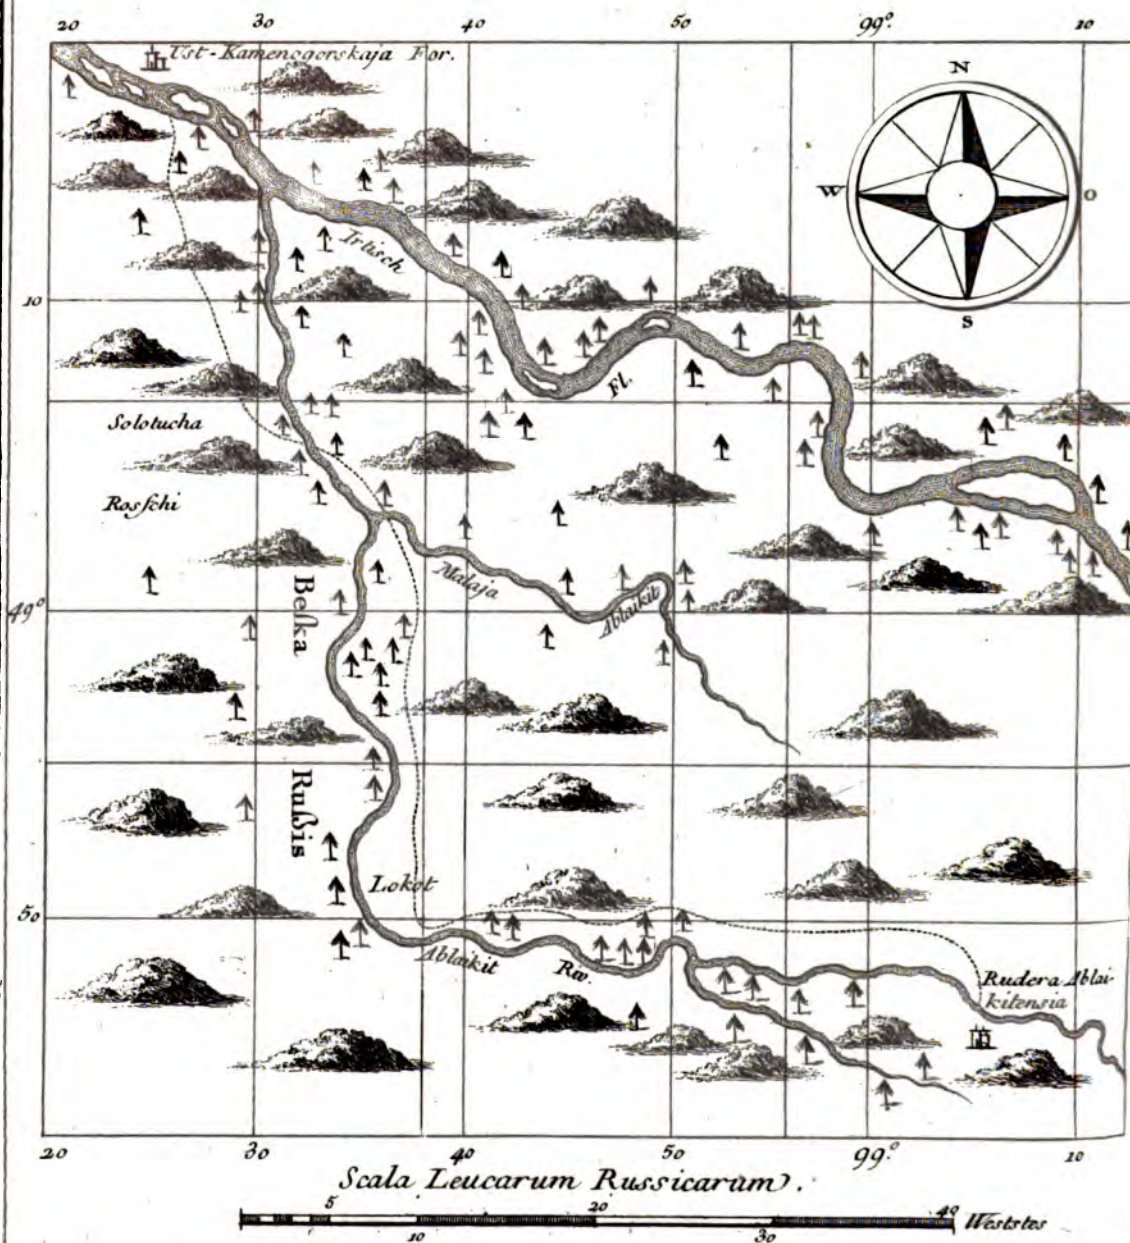 20 30 40 50 99° 10
Ust-Kamenogorskaja For.
N
W O
S
Irtisch
10
Fl.
Solotucha
Rosſchi
Malaja
Ablaikit
49°
Beſka
Rußis
Lokot
50
Ablaikit
Riv.
Rudera Ablai-
kitensia
20 30 40 50 99° 10
Scala Leucarum Russicarum.
5 20 40
Weststes
10 30